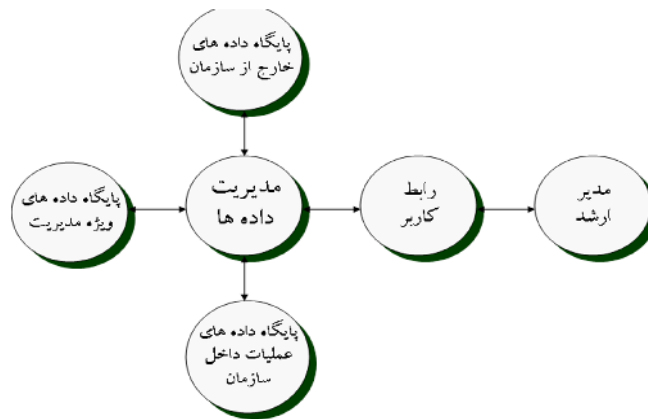 پایگاه داده های
خارج از سازمان
مدیر
ارشد
رابط
کاربر
مدیریت
داده ها
پایگاه داده های
ویژه مدیریت
پایگاه داده های
عملیات داخل
سازمان